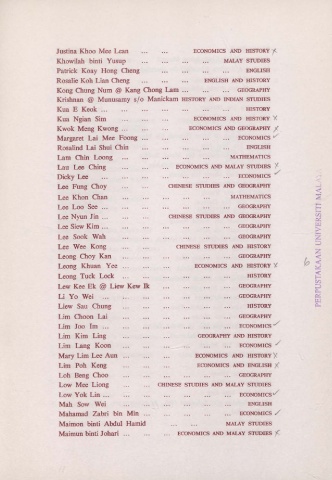 Justina Khoo Mee Lean ... ... ECONOMICS AND HISTORY
Khowilah binti Yusup ... ... MALAY STUDIES
Patrick Koay Hong Cheng ... ... ENGLISH
Rosalie Koh Lian Cheng ... ... ENGLISH AND HISTORY
Kong Chung Num @ Kang Chong Lam ... ... ... GEOGRAPHY
Krishnan @ Munusamy s/o Manickam HISTORY AND INDIAN STUDIES
Kua E Keok ... ... ... ... ... ... HISTORY
Kua Ngian Sim ... ... ... ECONOMICS AND HISTORY
Kwok Meng Kwong ... ... ... ECONOMICS AND GEOGRAPHY
Margaret Lai Mee Foong ... ... ... ... ECONOMICS
Rosalind Lai Shui Chin ... ... ... ... ENGLISH
Lam Chin Loong ... ... ... ... MATHEMATICS
Lau Lee Ching ... ... ECONOMICS AND MALAY STUDIES
Dicky Lee ... ... ... ... ... ECONOMICS
Lee Fung Choy ... CHINESE STUDIES AND GEOGRAPHY
Lee Khon Chan ... ... ... ... MATHEMATICS
Lee Loo See ... ... ... ... ... ... GEOGRAPHY
Lee Nyun Jin ... ... CHINESE STUDIES AND GEOGRAPHY
Lee Siew Kim ... ... ... ... ... ... GEOGRAPHY
Lee Sook Wah ... ... ... ... ... GEOGRAPHY
Lee Wee Kong ... ... CHINESE STUDIES AND HISTORY
Leong Choy Kan ... ... ... ... ... GEOGRAPHY
Leong Khuan Yee ... ... ... ECONOMICS AND HISTORY
Leong Tuck Lock ... ... ... ... ... HISTORY
Lew Kee Ek @ Liew Kew Ik ... ... ... ... GEOGRAPHY
Li Yo Wei ... ... ... ... ... GEOGRAPHY
Liew Sau Chung ... ... ... ... ... HISTORY
Lim Choon Lai ... ... ... ... ... GEOGRAPHY
Lim Joo Im ... ... ... ... ... ... ECONOMICS
Lim Kim Ling ... ... ... GEOGRAPHY AND HISTORY
Lim Lang Koon ... ... ... ... ... ECONOMICS
Mary Lim Lee Aun ... ... ... ECONOMICS AND HISTORY
Lim Poh Keng ... ... ... ECONOMICS AND ENGLISH
Loh Beng Choo ... ... ... ... ... GEOGRAPHY
Low Mee Liong ... CHINESE STUDIES AND MALAY STUDIES
Low Yok Lin ... ... ... ... ... ... ECONOMICS
Mah Sow Wei ... ... ... ... ... ENGLISH
Mahamad Zabri bin Min ... ... ... ... ECONOMICS
Maimon binti Abdul Hamid ... ... MALAY STUDIES
Maimun binti Johari ... ... ... ECONOMICS AND MALAY STUDIES
PERPUSTAKAAN UNIVERSITI